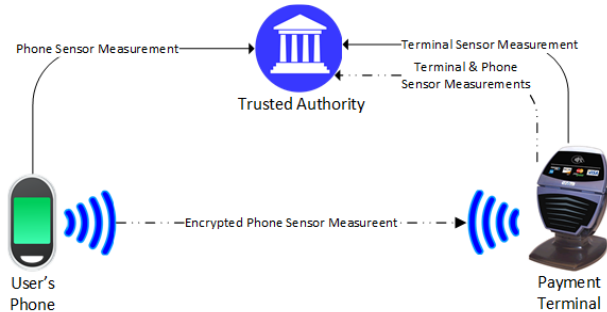 Phone Sensor Measurement
Terminal Sensor Measurement
Terminal & Phone
Sensor Measurements
Trusted Authority
Encrypted Phone Sensor Measureent
User's
Phone
Payment
Terminal